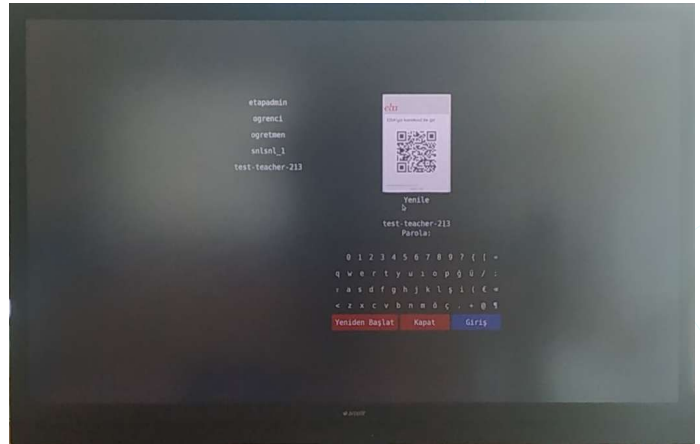 etapadmin
ogrenci
ogretmen
snlsnl_1
test-teacher-213
eba
Yenile
test-teacher-213
Parola:
0 1 2 3 4 5 6 7 8 9 ?
q w e r t y u ı o p ğ ü / :
a s d f g h j k l ş i ( €
< z x c v b n m ö ç . + @ ¶
Yeniden Başlat Kapat Giriş